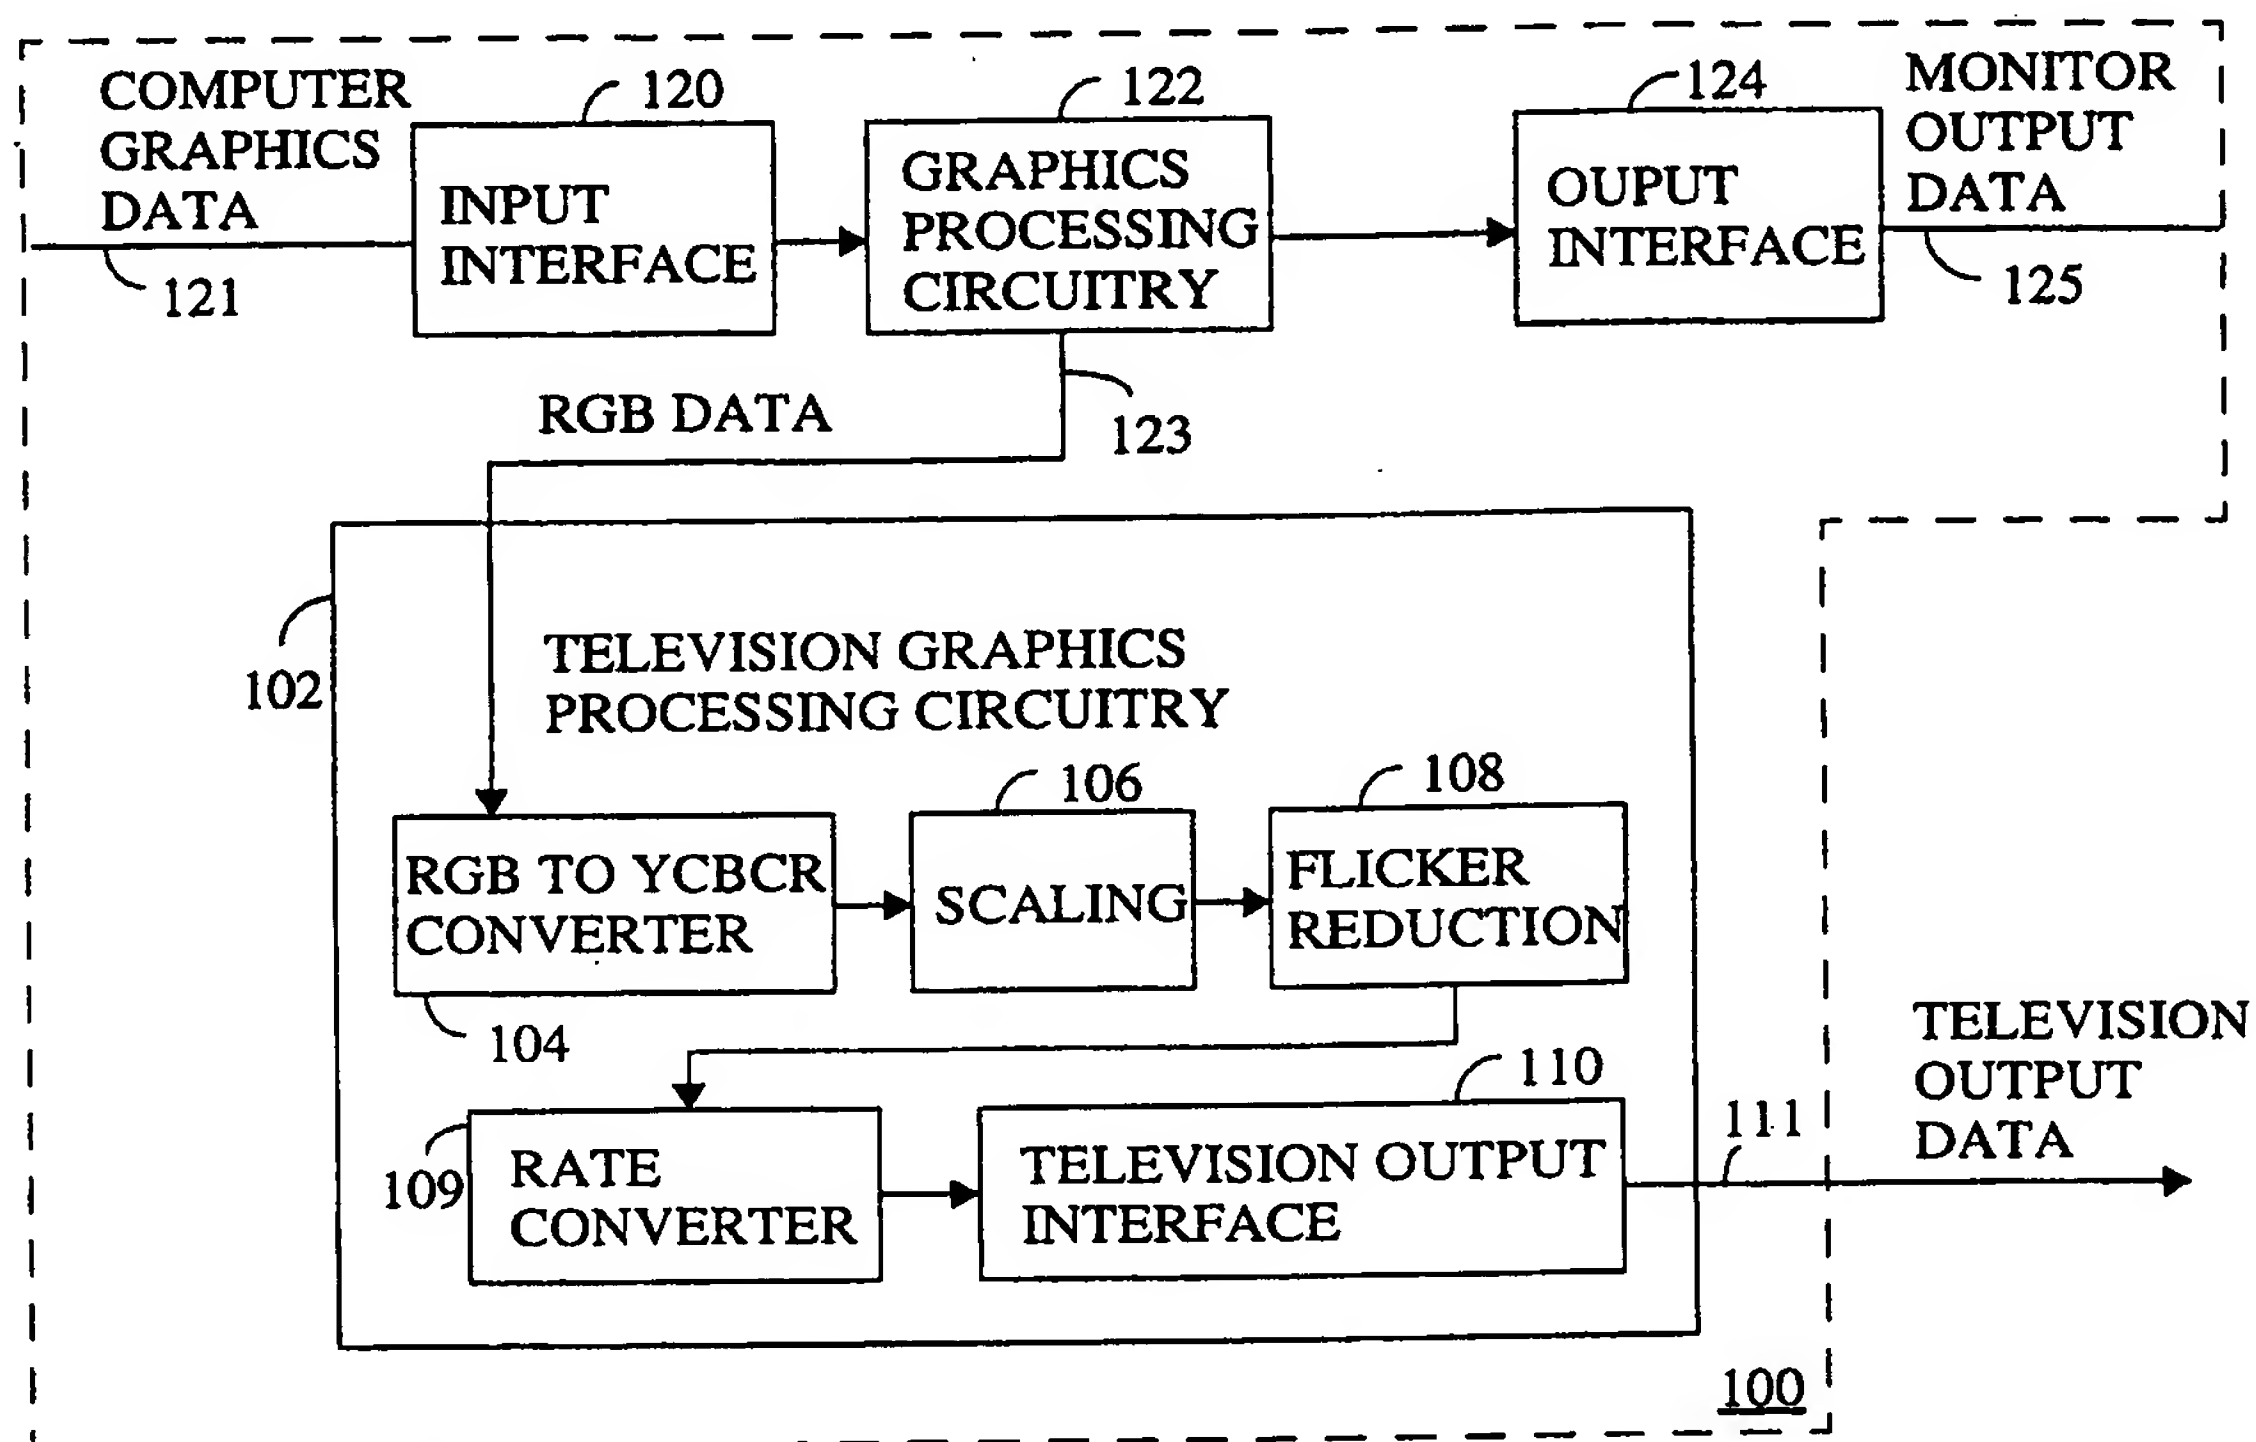 COMPUTER
GRAPHICS
DATA
120
122
124
MONITOR
OUTPUT
DATA
INPUT
INTERFACE
GRAPHICS
PROCESSING
CIRCUITRY
OUPUT
INTERFACE
121
125
RGB DATA
123
102
TELEVISION GRAPHICS
PROCESSING CIRCUITRY
106
108
RGB TO YCBCR
CONVERTER
SCALING
FLICKER
REDUCTION
104
110
109
RATE
CONVERTER
TELEVISION OUTPUT
INTERFACE
111
TELEVISION
OUTPUT
DATA
100